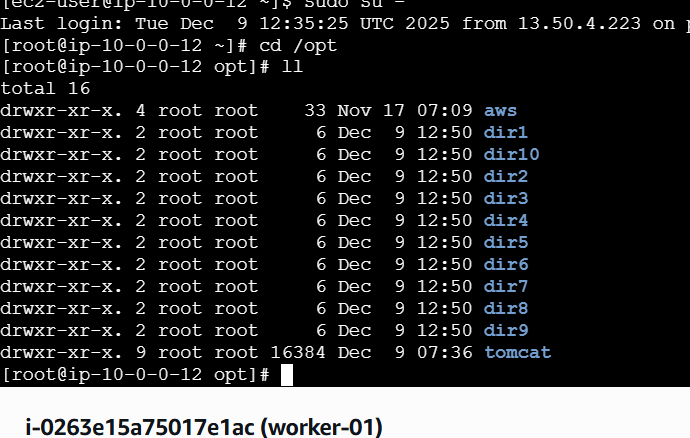 [ec2-user@ip-10-0-0-12 ~]$ sudo su -
Last login: Tue Dec  9 12:35:25 UTC 2025 from 13.50.4.223 on p
[root@ip-10-0-0-12 ~]# cd /opt
[root@ip-10-0-0-12 opt]# ll
total 16
drwxr-xr-x. 4 root root    33 Nov 17 07:09 aws
drwxr-xr-x. 2 root root     6 Dec  9 12:50 dir1
drwxr-xr-x. 2 root root     6 Dec  9 12:50 dir10
drwxr-xr-x. 2 root root     6 Dec  9 12:50 dir2
drwxr-xr-x. 2 root root     6 Dec  9 12:50 dir3
drwxr-xr-x. 2 root root     6 Dec  9 12:50 dir4
drwxr-xr-x. 2 root root     6 Dec  9 12:50 dir5
drwxr-xr-x. 2 root root     6 Dec  9 12:50 dir6
drwxr-xr-x. 2 root root     6 Dec  9 12:50 dir7
drwxr-xr-x. 2 root root     6 Dec  9 12:50 dir8
drwxr-xr-x. 2 root root     6 Dec  9 12:50 dir9
drwxr-xr-x. 9 root root 16384 Dec  9 07:36 tomcat
[root@ip-10-0-0-12 opt]#
i-0263e15a75017e1ac (worker-01)